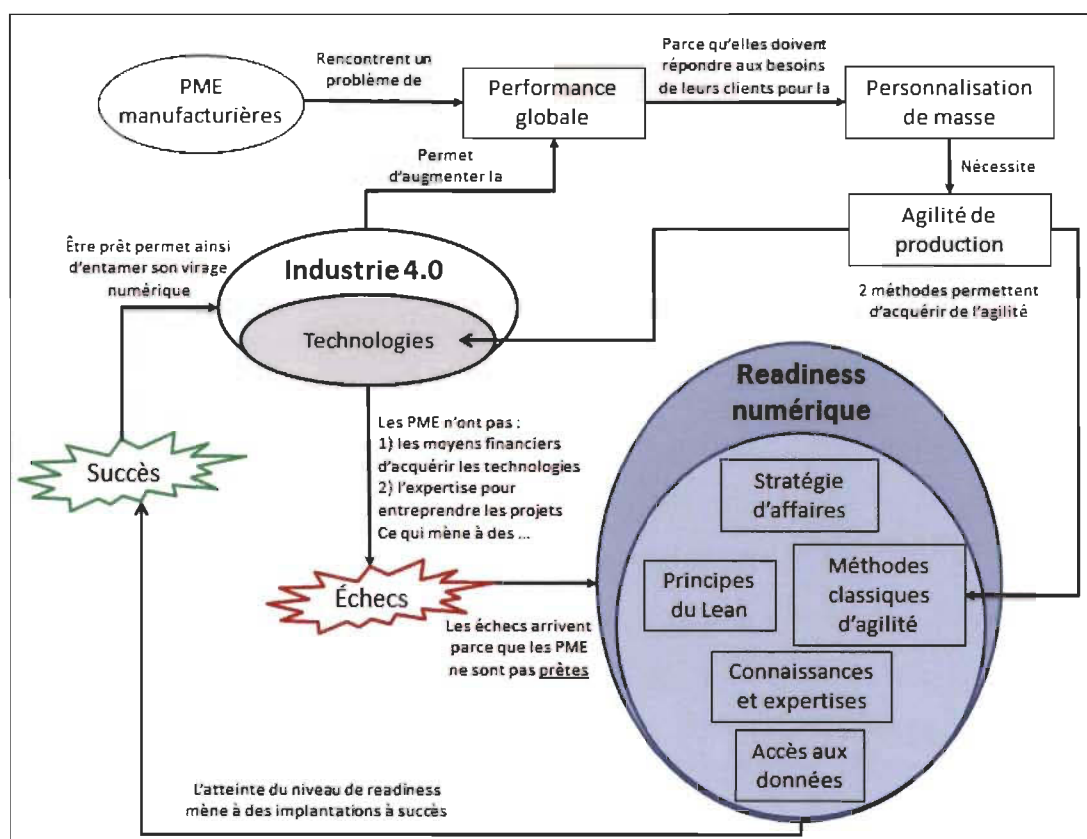 PME
manufacturières
Rencontrent un
problème de
Performance
globale
Parce qu'elles doivent
répondre aux besoins
de leurs clients pour la
Personnalisation
de masse
Nécessite
Agilité de
production
2 méthodes permettent
d'acquérir de l'agilité
Permet
d'augmenter la
Être prêt permet ainsi
d'entamer son virage
numérique
Industrie 4.0
Technologies
Les PME n'ont pas :
1) les moyens financiers
d'acquérir les technologies
2) l'expertise pour
entreprendre les projets
Ce qui mène à des ...
Succès
Échecs
Les échecs arrivent
parce que les PME
ne sont pas prêtes
Readiness
numérique
Stratégie
d'affaires
Principes
du Lean
Méthodes
classiques
d'agilité
Connaissances
et expertises
Accès aux
données
L'atteinte du niveau de readiness
mène à des implantations à succès